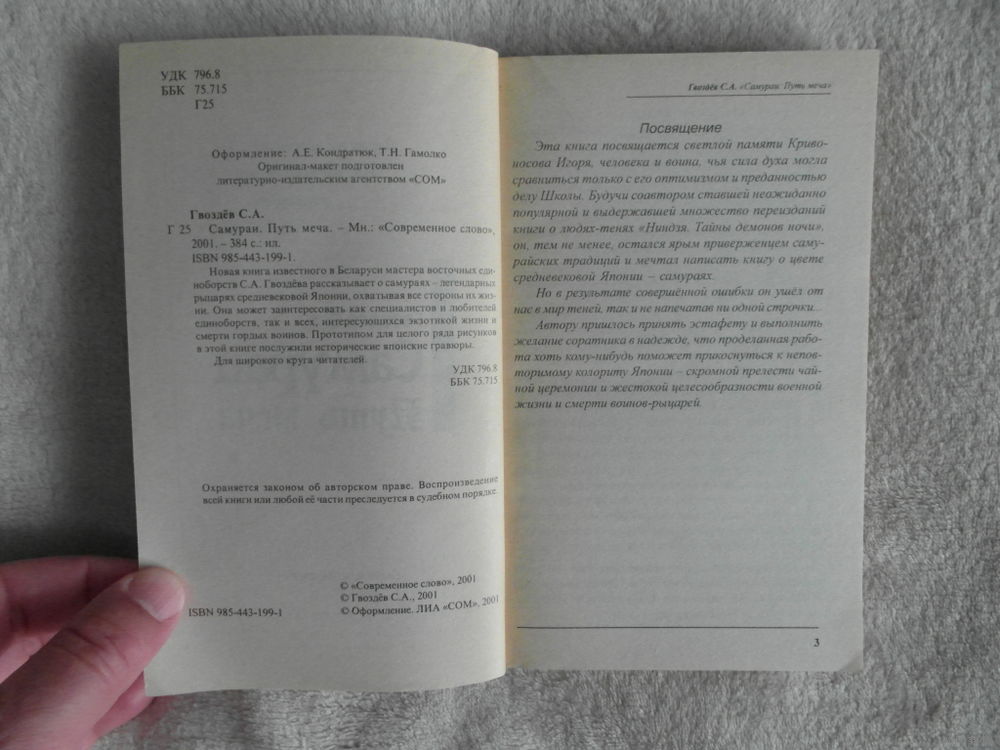 УДК 796.8
ББК 75.715
Г25
Оформление: А.Е. Кондратюк, Т.Н. Гамолко
Оригинал-макет подготовлен
литературно-издательским агентством «СОМ»
Гвоздёв С.А.
Г 25 Самураи. Путь меча. – Мн.: «Современное слово»,
2001. – 384 с.: ил.
ISBN 985-443-199-1.
Новая книга известного в Беларуси мастера восточных еди-
ноборств С.А. Гвоздёва рассказывает о самураях – легендарных
рыцарях средневековой Японии, охватывая все стороны их жиз-
ни. Она может заинтересовать как специалистов и любителей
единоборств, так и всех, интересующихся экзотикой жизни и
смерти гордых воинов. Прототипом для целого ряда рисунков
в этой книге послужили исторические японские гравюры.
Для широкого круга читателей.
УДК 796.8
ББК 75.715
Охраняется законом об авторском праве. Воспроизведение
всей книги или любой её части преследуется в судебном порядке.
© «Современное слово», 2001
© Гвоздёв С.А., 2001
ISBN 985-443-199-1 © Оформление. ЛИА «СОМ», 2001
Гвоздёв С.А. «Самураи. Путь меча»
Посвящение
Эта книга посвящается светлой памяти Криво-
носова Игоря, человека и воина, чья сила духа могла
сравниться только с его оптимизмом и преданностью
делу Школы. Будучи соавтором ставшей неожиданно
популярной и выдержавшей множество переизданий
книги о людях-тенях «Ниндзя. Тайны демонов ночи»,
он, тем не менее, остался ярым приверженцем саму-
райских традиций и мечтал написать книгу о цвете
средневековой Японии – самураях.
Но в результате совершённой ошибки он ушёл от
нас в мир теней, так и не напечатав ни одной строчки...
Автору пришлось принять эстафету и выполнить
желание соратника в надежде, что проделанная рабо-
та хоть кому-нибудь поможет прикоснуться к непов-
торимому колориту Японии – скромной прелести чай-
ной церемонии и жестокой целесообразности военной
жизни и смерти воинов-рыцарей.
3